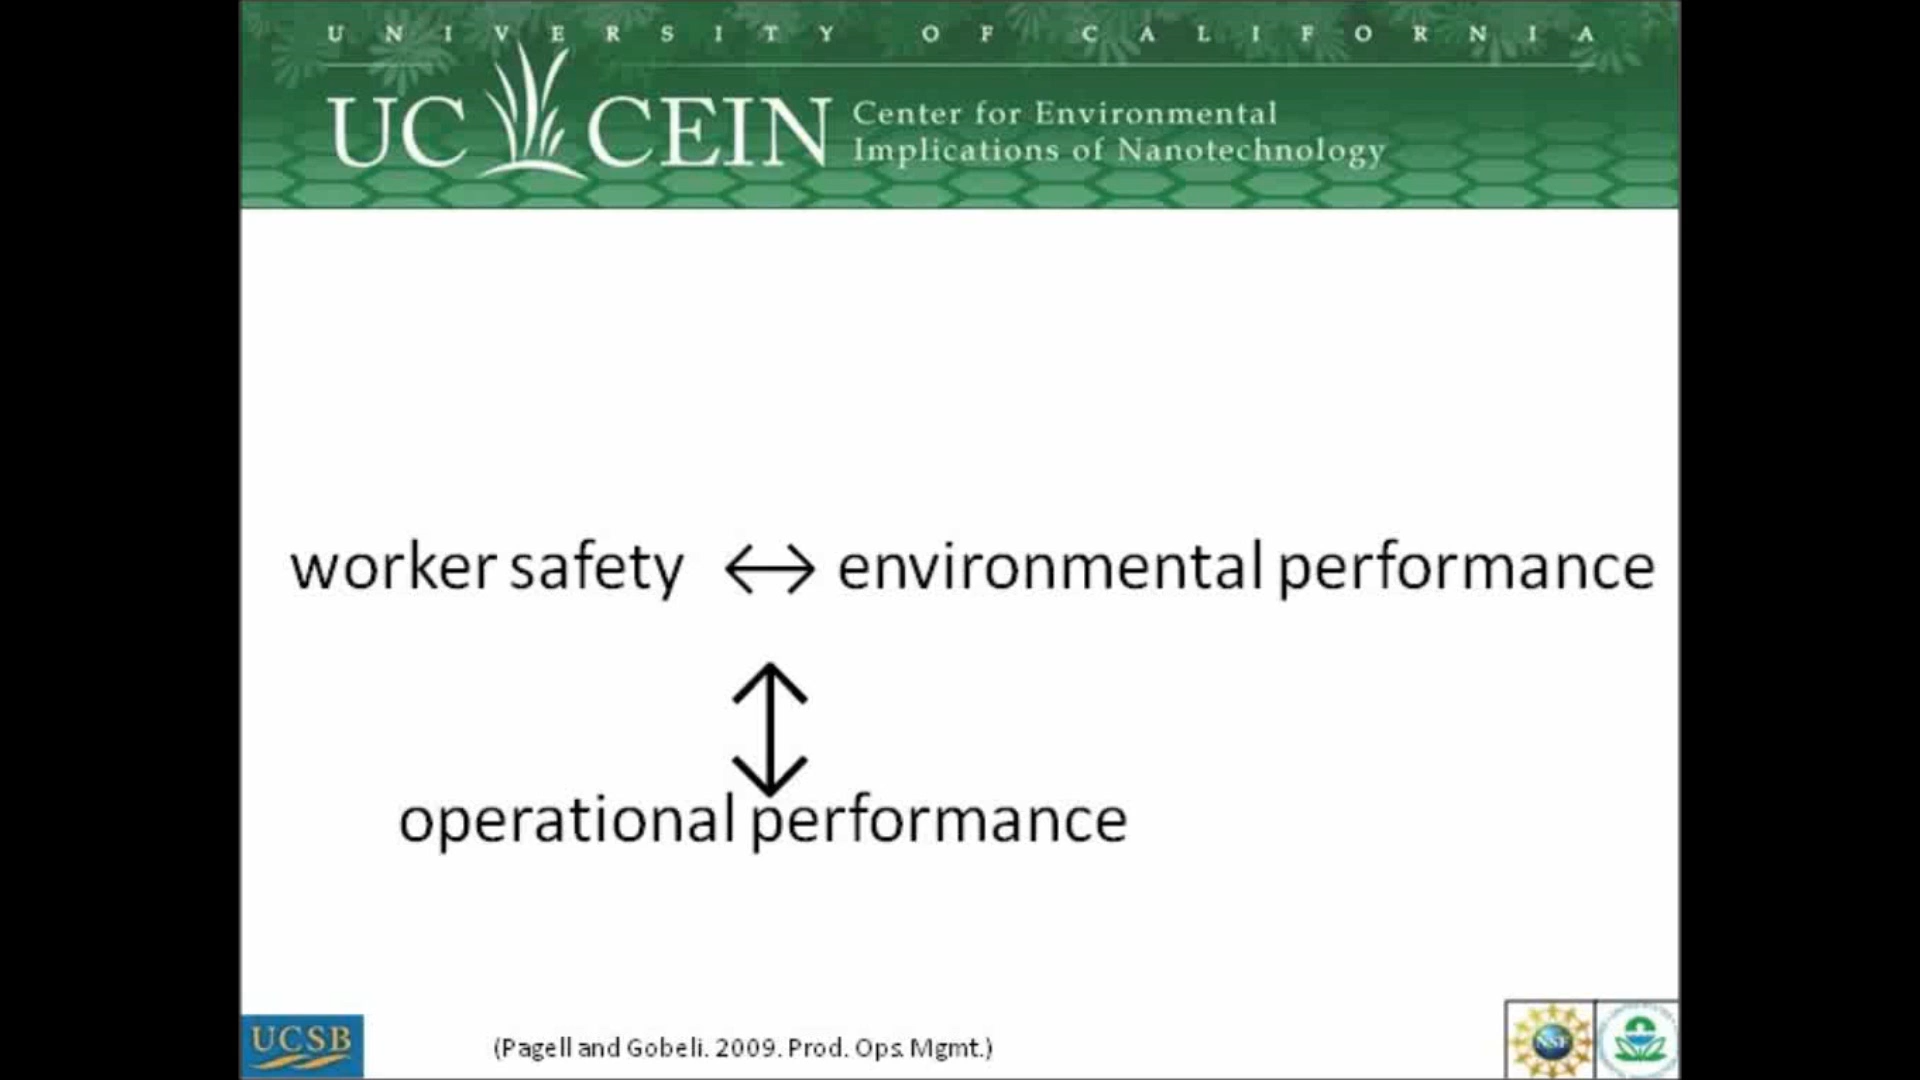 UNIVERSITY OF CALIFORNIA
UC CEIN
Center for Environmental
Implications of Nanotechnology
worker safety ↔ environmental performance
operational performance
UCSB
(Pagell and Gobeli. 2009. Prod. Ops. Mgmt.)
NSF